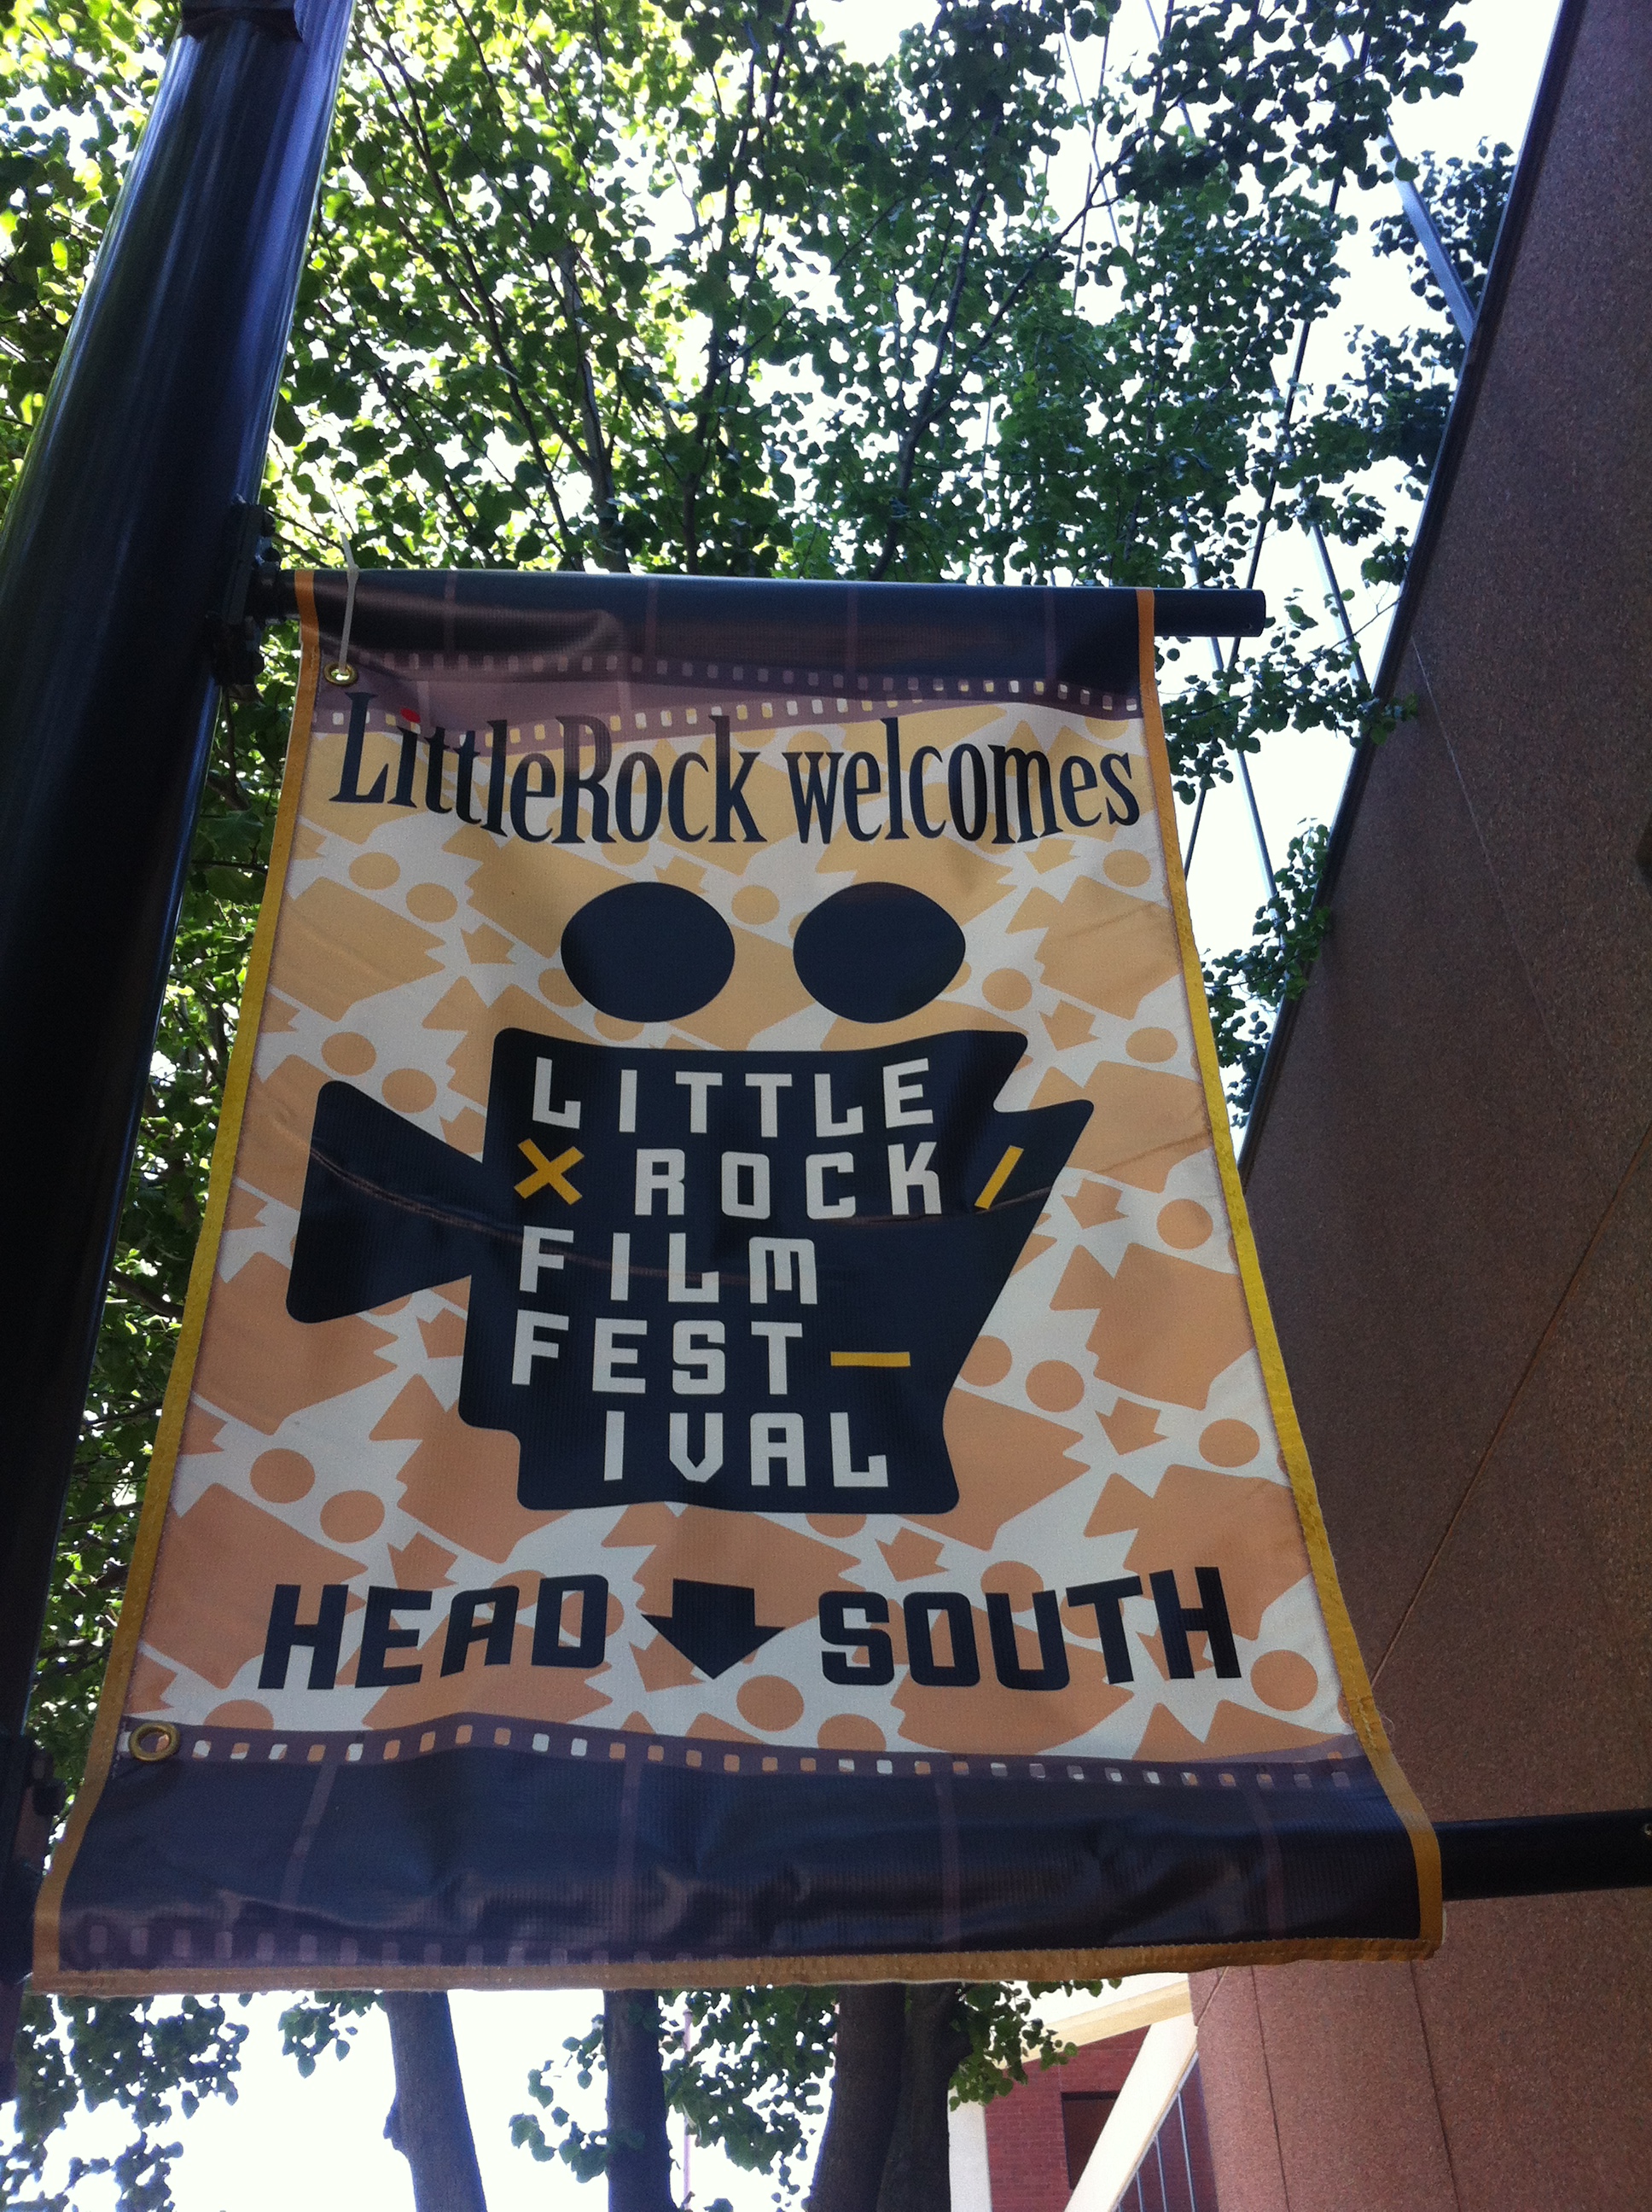 LittleRock welcomes
LITTLE
× ROCK /
FILM
FEST—
IVAL
HEAD SOUTH